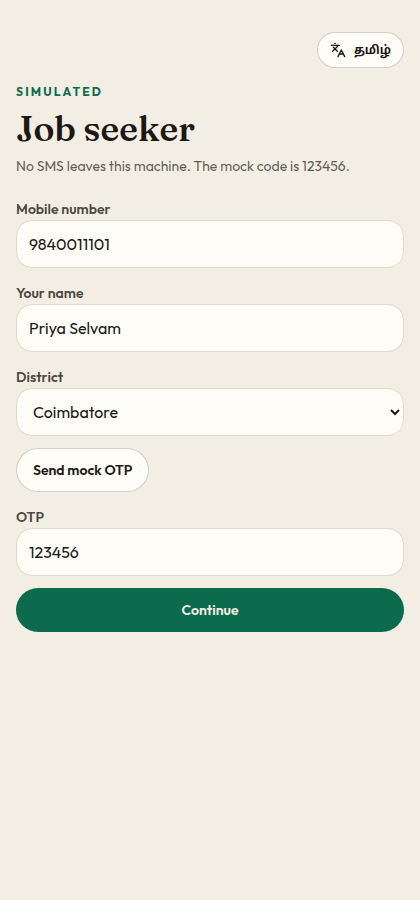 தமிழ்
SIMULATED
Job seeker
No SMS leaves this machine. The mock code is 123456.
Mobile number
9840011101
Your name
Priya Selvam
District
Coimbatore
Send mock OTP
OTP
123456
Continue